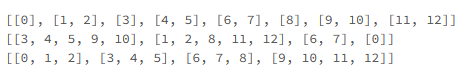 [[0], [1, 2], [3], [4, 5], [6, 7], [8], [9, 10], [11, 12]]
[[3, 4, 5, 9, 10], [1, 2, 8, 11, 12], [6, 7], [0]]
[[0, 1, 2], [3, 4, 5], [6, 7, 8], [9, 10, 11, 12]]